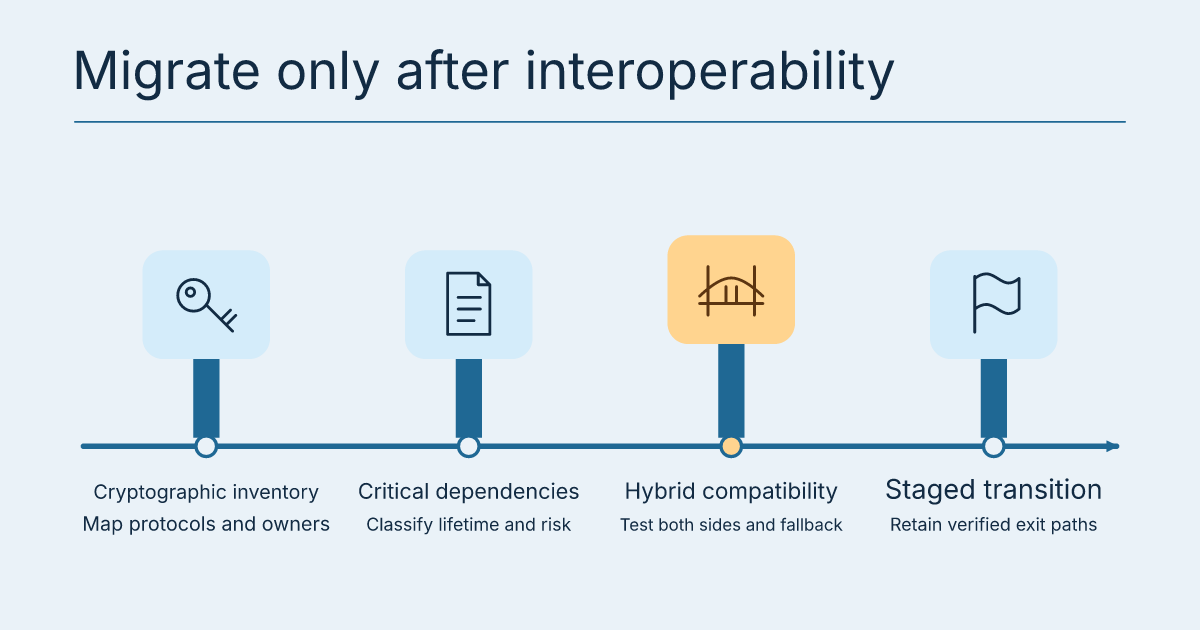 Migrate only after interoperability
Cryptographic inventory
Map protocols and owners
Critical dependencies
Classify lifetime and risk
Hybrid compatibility
Test both sides and fallback
Staged transition
Retain verified exit paths